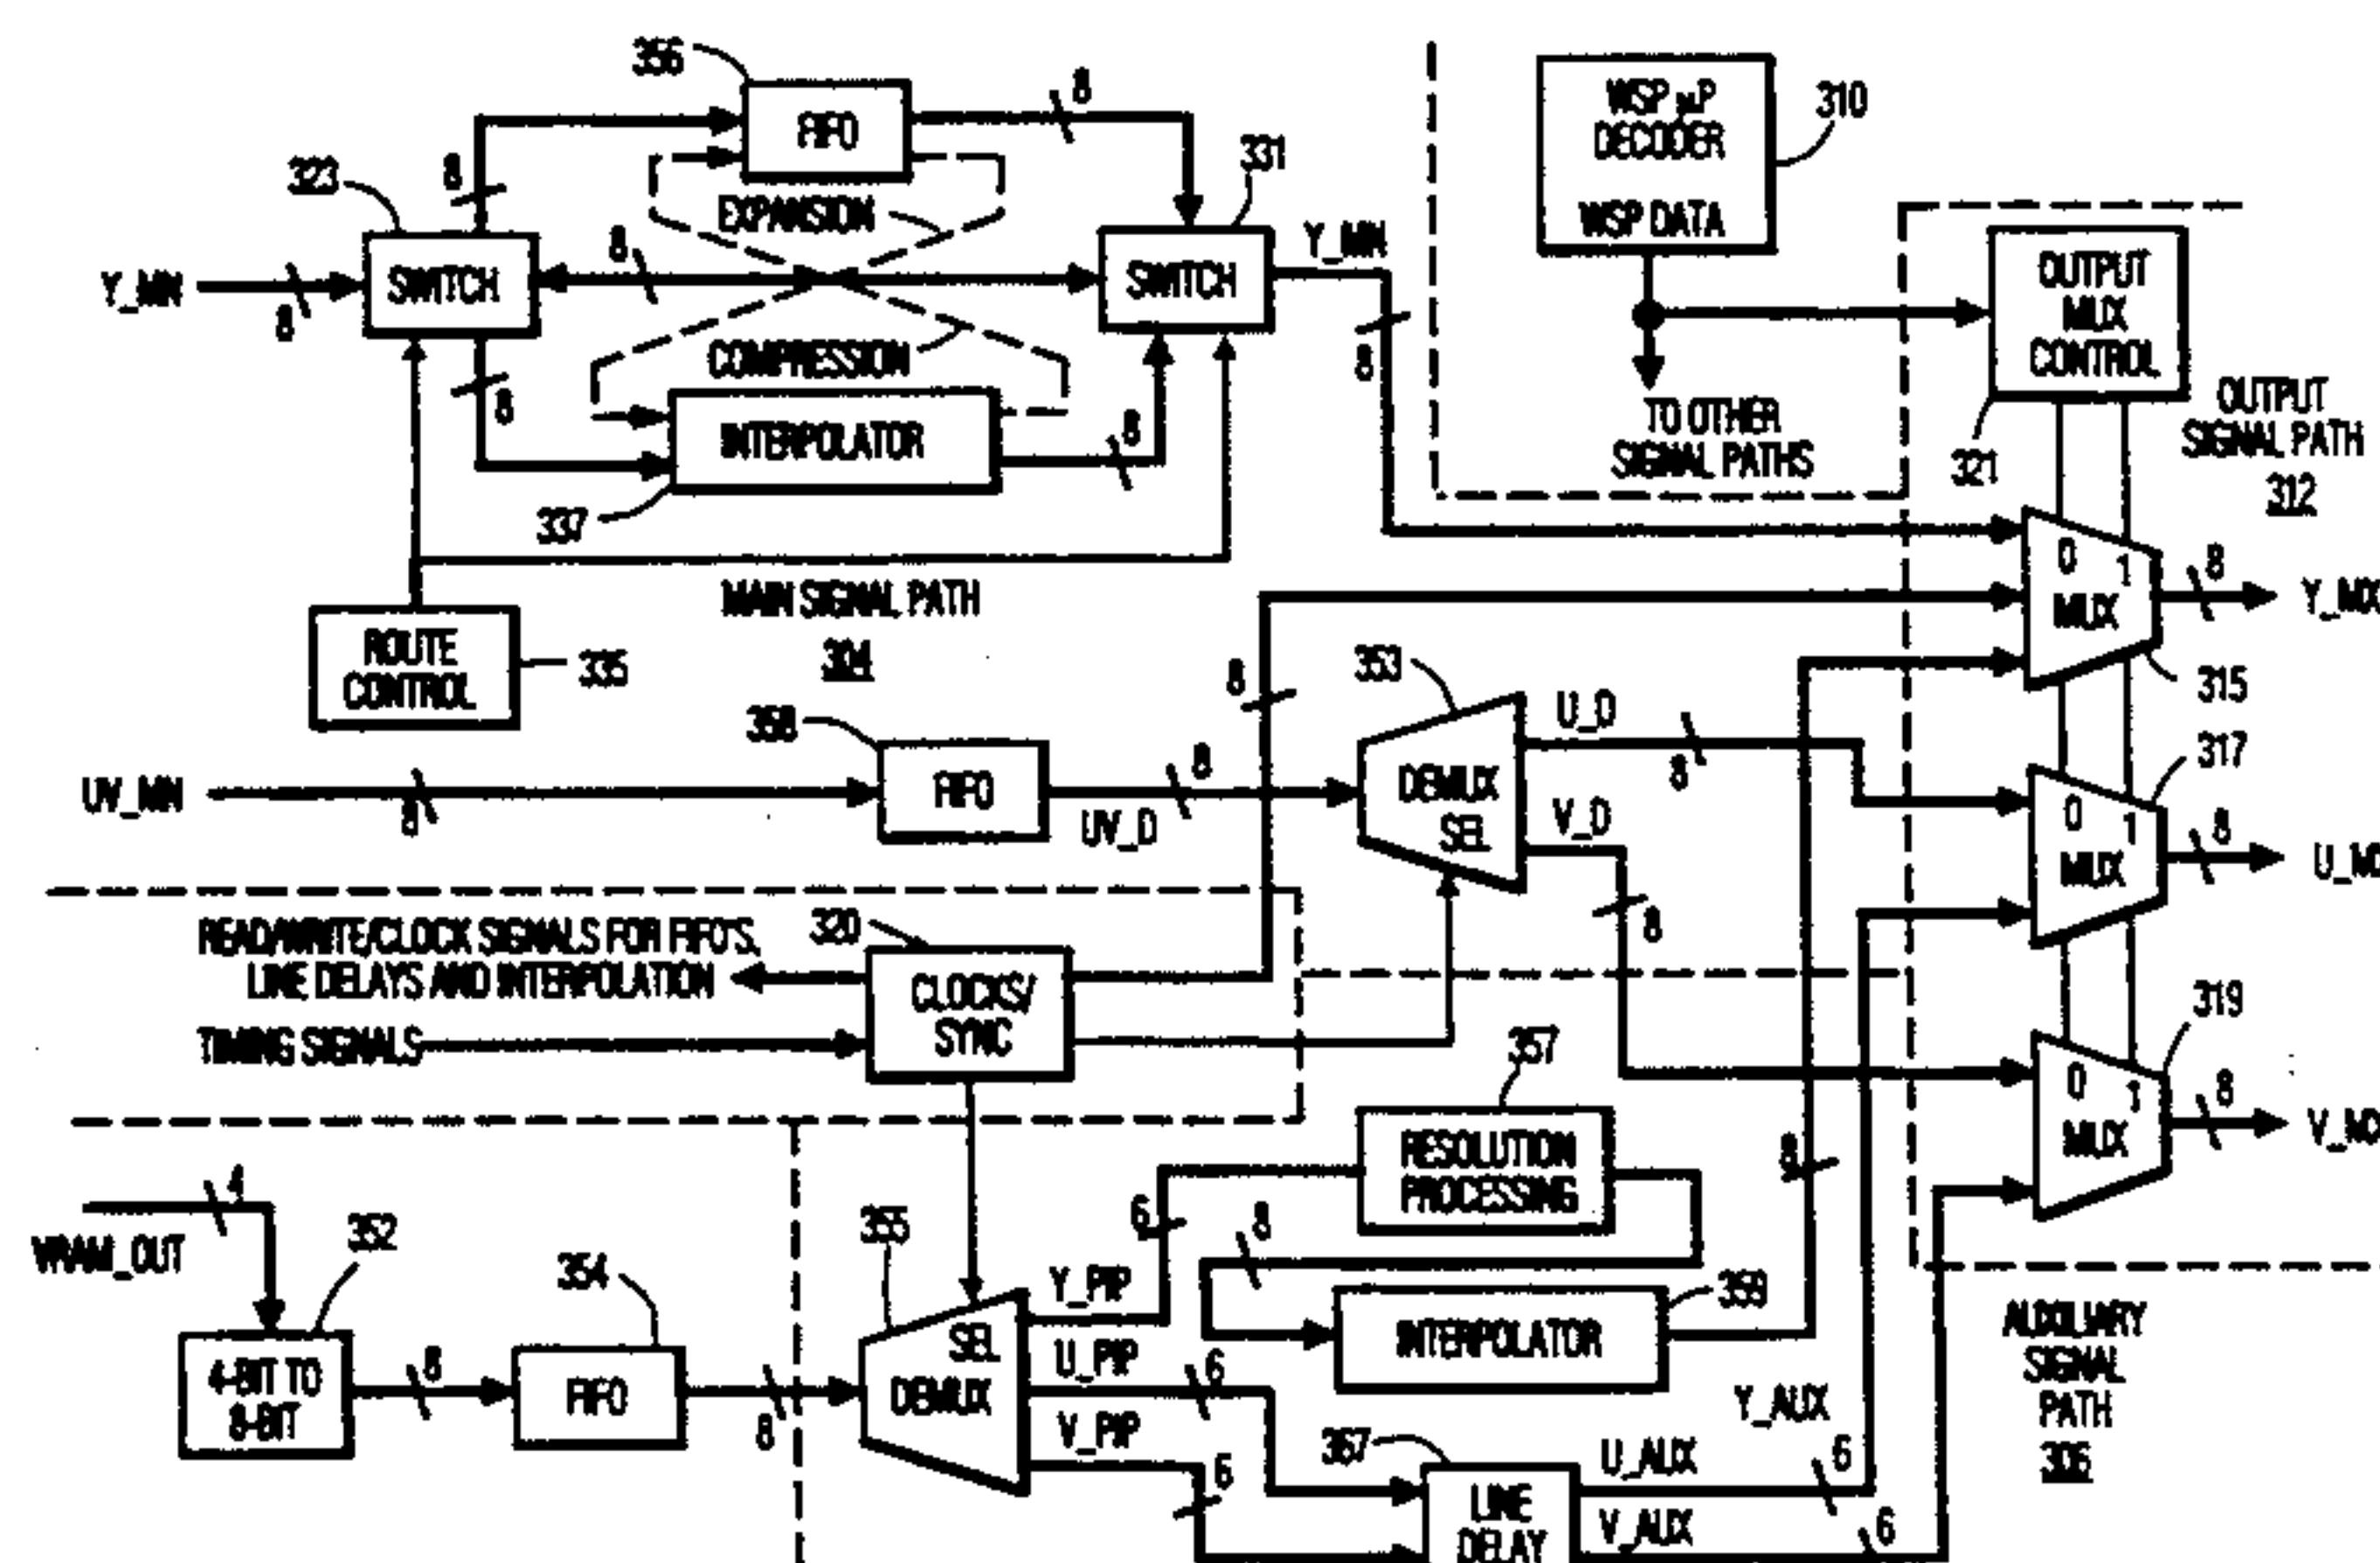 356
8
FIFO
WSP µP
DECODER
WSP DATA
310
323
8
331
EXPANSION
8
Y_MN
SWITCH
SWITCH
Y_MN
8
8
OUTPUT
MUX
CONTROL
COMPRESSION
8
INTERPOLATOR
8
TO OTHER
SIGNAL PATHS
321
OUTPUT
SIGNAL PATH
312
337
MAIN SIGNAL PATH
304
0
1
MUX
8
ROUTE
CONTROL
335
8
353
315
358
U_D
8
317
UV_MN
8
FIFO
8
UV_D
DEMUX
SEL
V_D
8
0
1
MUX
8
READ/WRITE/CLOCK SIGNALS FOR FIFO'S,
LINE DELAYS AND INTERPOLATION
320
CLOCKS/
SYNC
TIMING SIGNALS
357
319
0
1
MUX
8
4
WRAM_OUT
352
354
355
6
RESOLUTION
PROCESSING
8
8
Y_PIP
359
4-BIT TO
8-BIT
8
FIFO
8
SEL
DEMUX
U_PIP
6
INTERPOLATOR
Y_AUX
AUXILIARY
SIGNAL
PATH
306
V_PIP
6
367
LINE
DELAY
U_AUX
6
V_AUX
6